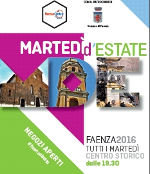 MARTEDÌ d'ESTATE
NEGOZI APERTI
FAENZA2016
TUTTI I MARTEDÌ
CENTRO STORICO
dalle 19.30